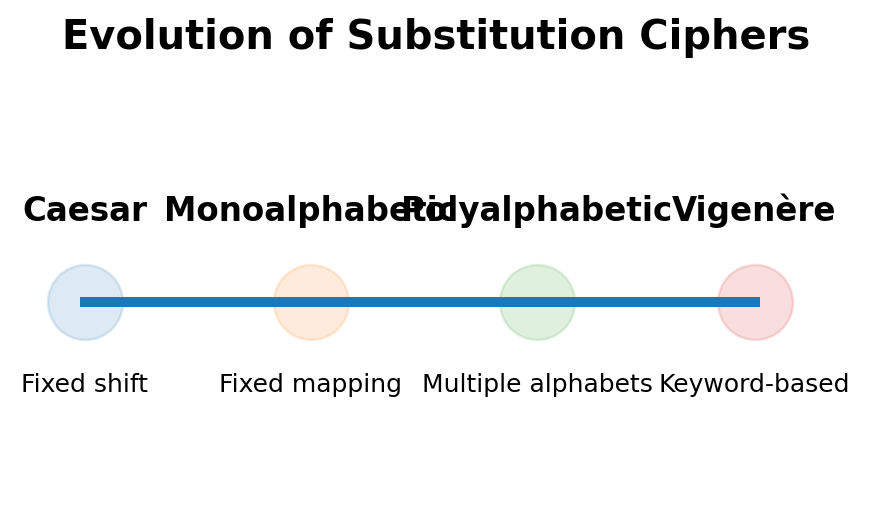 Evolution of Substitution Ciphers
Caesar Monoalphabetic Polyalphabetic Vigenère
Fixed shift Fixed mapping Multiple alphabets Keyword-based